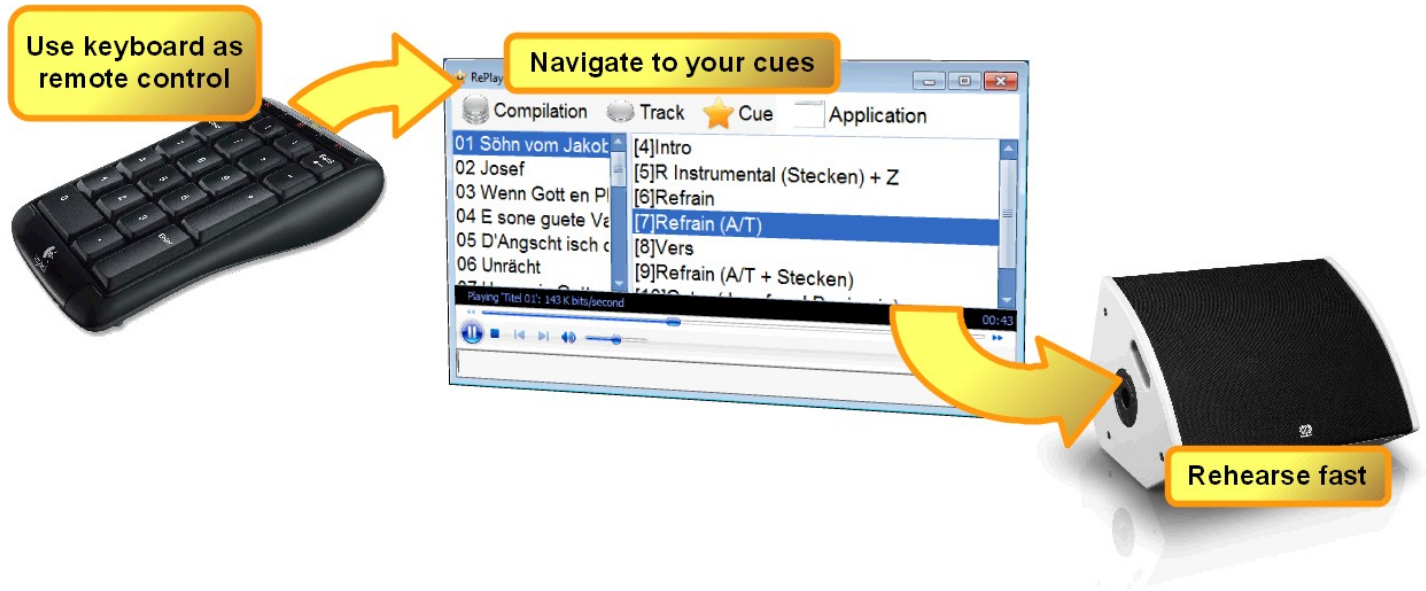 Use keyboard as
remote control
Navigate to your cues
RePlay
Compilation
Track
Cue
Application
01 Söhn vom Jakob
02 Josef
03 Wenn Gott en Pl
04 E sone guete Va
05 D'Angscht isch
06 Unrächt
[4]Intro
[5]R Instrumental (Stecken) + Z
[6]Refrain
[7]Refrain (A/T)
[8]Vers
[9]Refrain (A/T + Stecken)
Playing 'Titel 01': 143 K bits/second
00:43
Rehearse fast